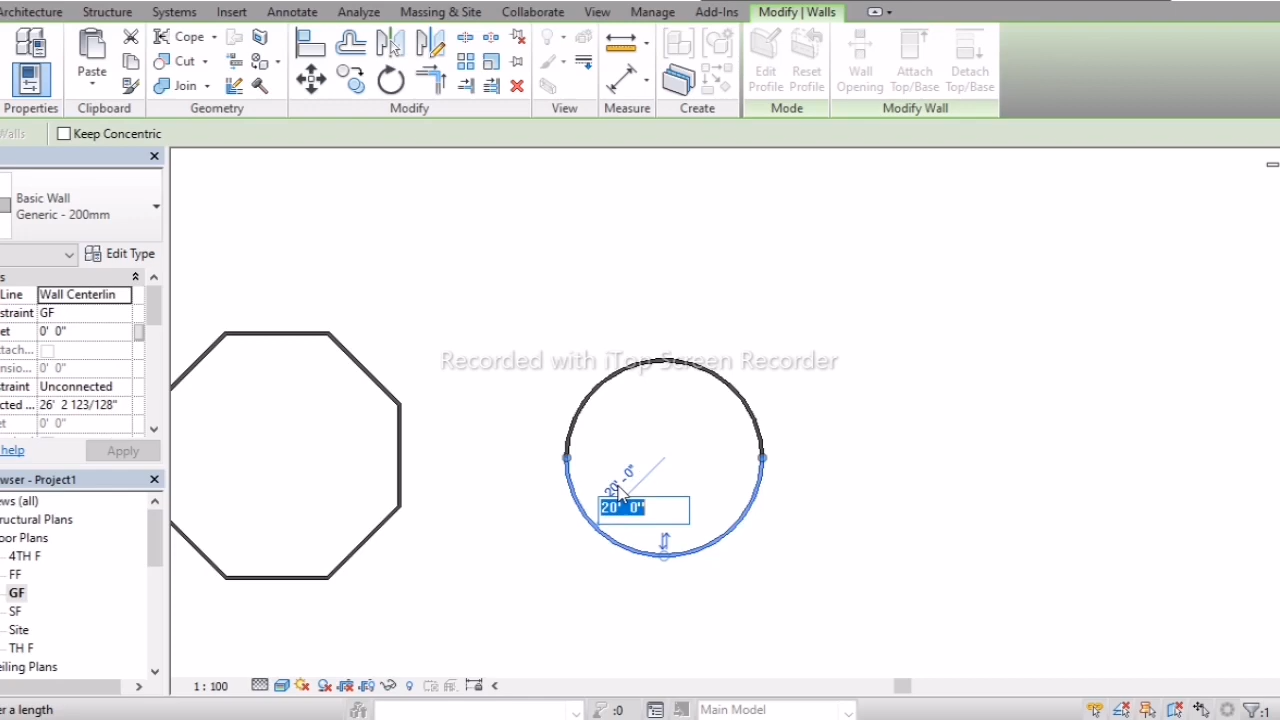 Architecture Structure Systems Insert Annotate Analyze Massing & Site Collaborate View Manage Add-Ins Modify | Walls
Paste
Cope
Cut
Join
Edit Profile
Reset Profile
Wall Opening
Attach Top/Base
Detach Top/Base
Properties Clipboard Geometry Modify View Measure Create Mode Modify Wall
Walls Keep Concentric
Basic Wall
Generic - 200mm
Edit Type
s
Line Wall Centerlin
straint GF
et 0' 0"
ttach...
nsio... 0' 0"
straint Unconnected
cted ... 26' 2 123/128"
et 0' 0"
help Apply
wser - Project1
ws (all)
ructural Plans
oor Plans
4TH F
FF
GF
SF
Site
TH F
eiling Plans
Recorded with iTop Screen Recorder
20' - 0"
20' 0"
1 : 100
er a length
:0
Main Model
:1